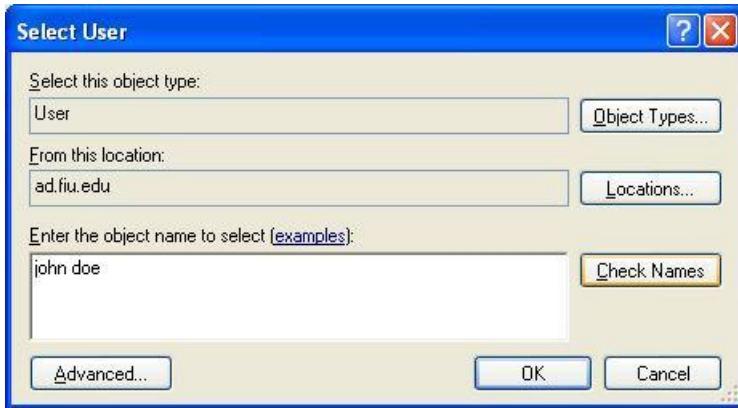 Select User
Select this object type:
User
Object Types...
From this location:
ad.fiu.edu
Locations...
Enter the object name to select (examples):
john doe
Check Names
Advanced...
OK
Cancel